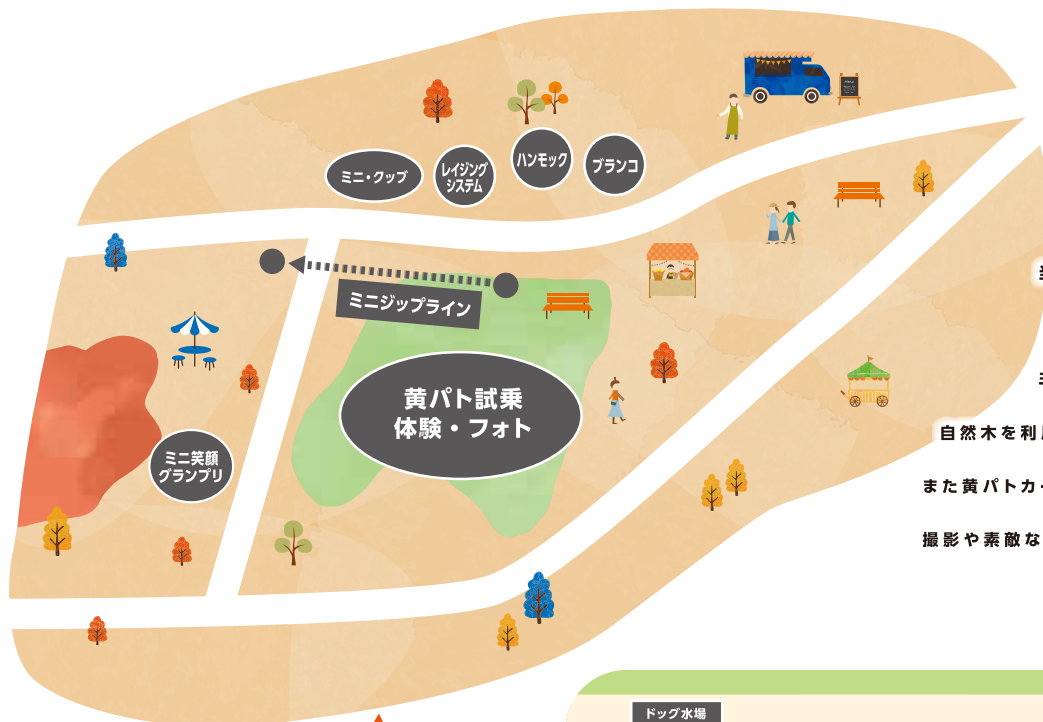 ミニ・クッブ
レイジング
システム
ハンモック
ブランコ
ミニジップライン
黄パト試乗
体験・フォト
ミニ笑顔
グランプリ
自然木を利
また黄パトカ
撮影や素敵な
ドッグ水場